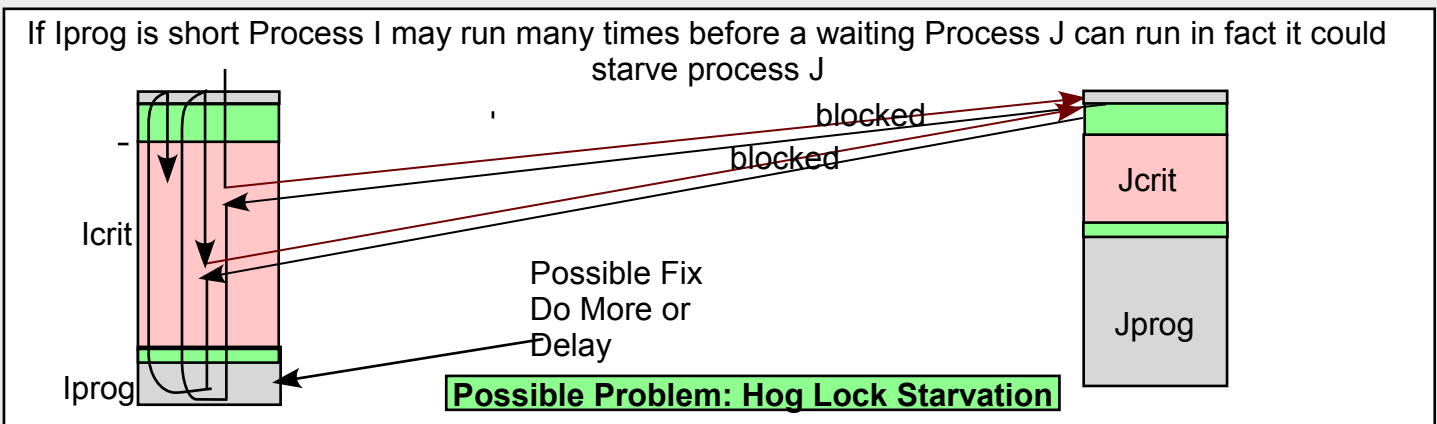 If Iprog is short Process I may run many times before a waiting Process J can run in fact it could
starve process J
blocked
blocked
Jcrit
Icrit
Possible Fix
Do More or
Delay
Jprog
Iprog
Possible Problem: Hog Lock Starvation